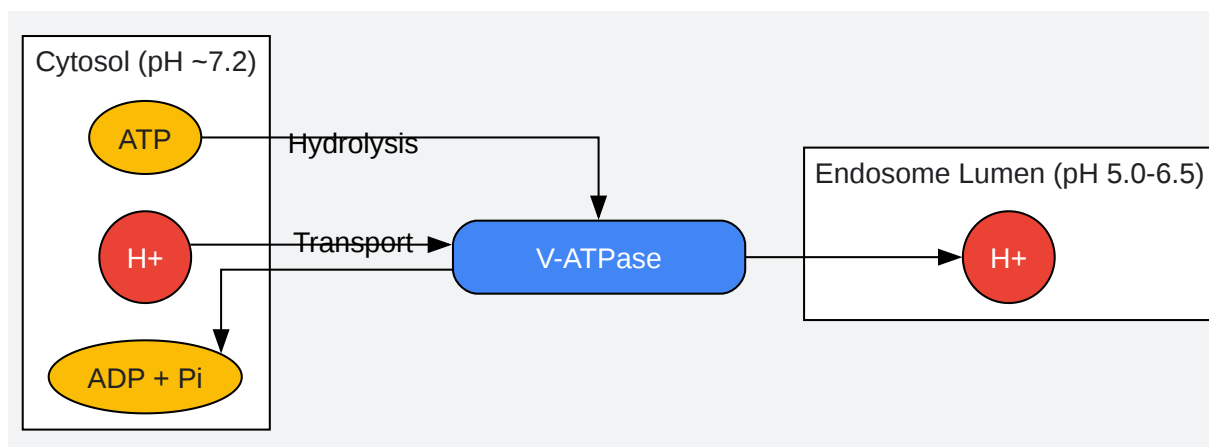 Cytosol (pH ~7.2)
ATP
Hydrolysis
Endosome Lumen (pH 5.0-6.5)
H+
Transport
V-ATPase
H+
ADP + Pi